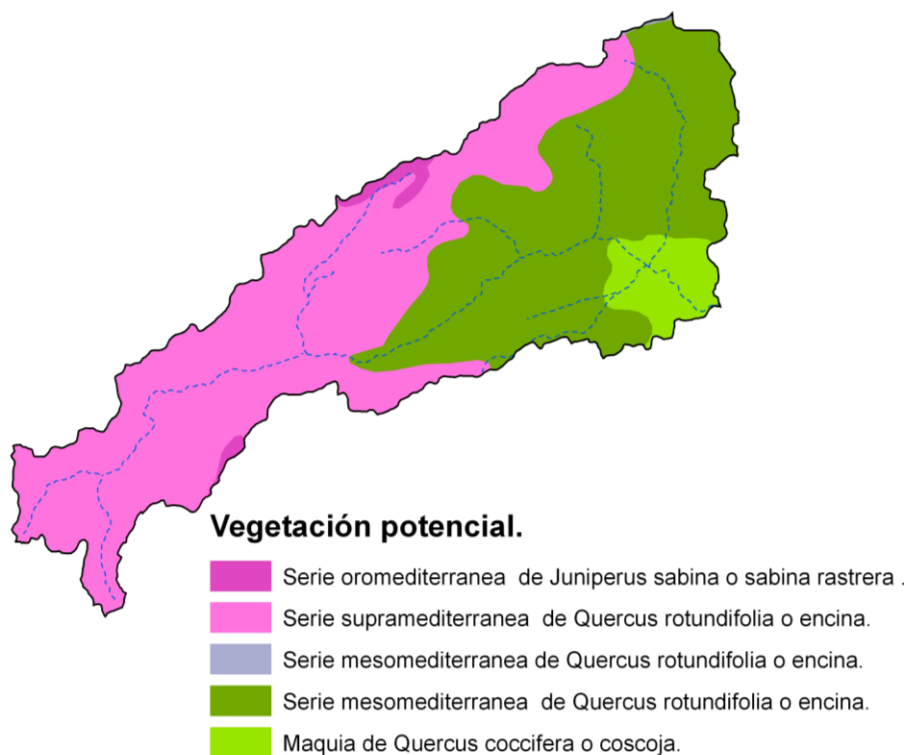 Vegetación potencial.
Serie oromediterranea de Juniperus sabina o sabina rastrera .
Serie supramediterranea de Quercus rotundifolia o encina.
Serie mesomediterranea de Quercus rotundifolia o encina.
Serie mesomediterranea de Quercus rotundifolia o encina.
Maquia de Quercus coccifera o coscoja.